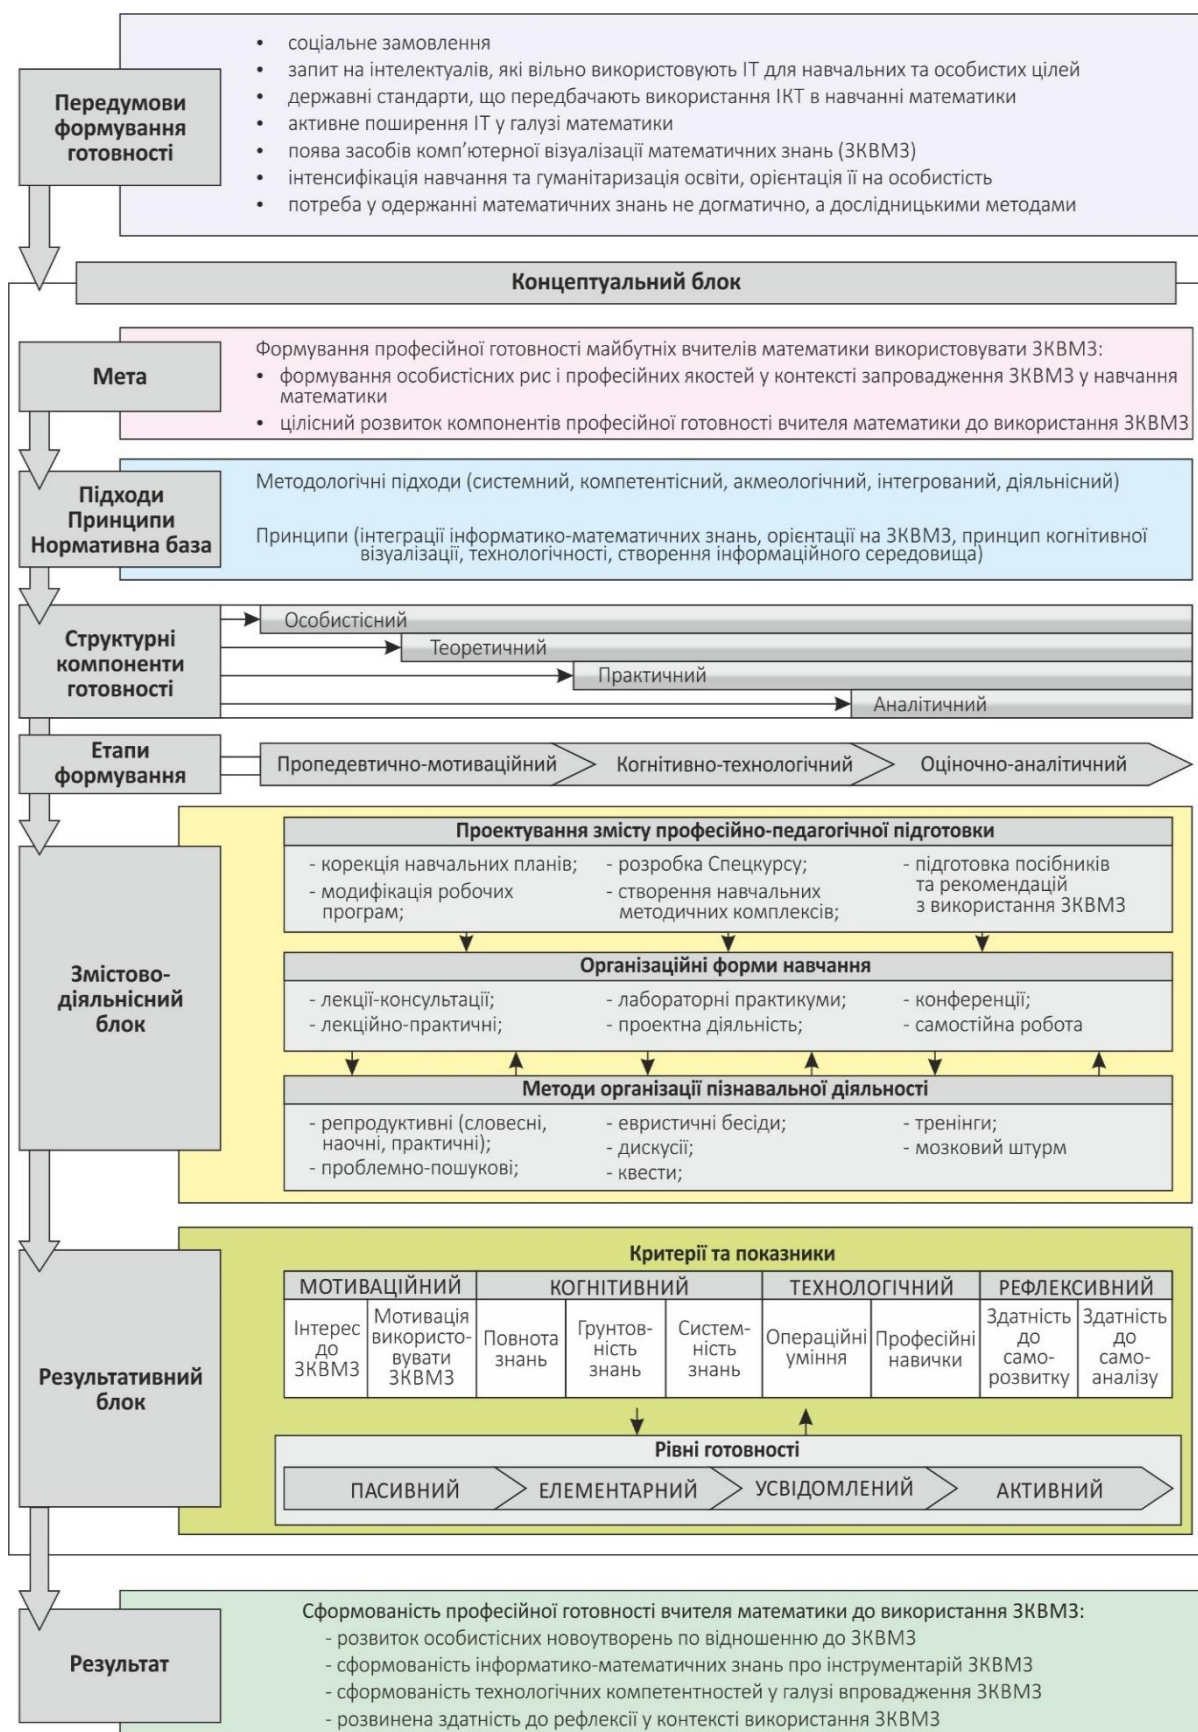 Передумови
формування
готовності
• соціальне замовлення
• запит на інтелектуалів, які вільно використовують ІТ для навчальних та особистих цілей
• державні стандарти, що передбачають використання ІКТ в навчанні математики
• активне поширення ІТ у галузі математики
• поява засобів комп’ютерної візуалізації математичних знань (ЗКВМЗ)
• інтенсифікація навчання та гуманітаризація освіти, орієнтація її на особистість
• потреба у одержанні математичних знань не догматично, а дослідницькими методами
Концептуальний блок
Мета
Формування професійної готовності майбутніх вчителів математики використовувати ЗКВМЗ:
• формування особистісних рис і професійних якостей у контексті запровадження ЗКВМЗ у навчання
математики
• цілісний розвиток компонентів професійної готовності вчителя математики до використання ЗКВМЗ
Підходи
Принципи
Нормативна база
Методологічні підходи (системний, компетентісний, акмеологічний, інтегрований, діяльнісний)
Принципи (інтеграції інформатико-математичних знань, орієнтації на ЗКВМЗ, принцип когнітивної
візуалізації, технологічності, створення інформаційного середовища)
Структурні
компоненти
готовності
Особистісний
Теоретичний
Практичний
Аналітичний
Етапи
формування
Пропедевтично-мотиваційний
Когнітивно-технологічний
Оціночно-аналітичний
Змістово-
діяльнісний
блок
Проектування змісту професійно-педагогічної підготовки
- корекція навчальних планів;
- модифікація робочих
програм;
- розробка Спецкурсу;
- створення навчальних
методичних комплексів;
- підготовка посібників
та рекомендацій
з використання ЗКВМЗ
Організаційні форми навчання
- лекції-консультації;
- лекційно-практичні;
- лабораторні практикуми;
- проектна діяльність;
- конференції;
- самостійна робота
Методи організації пізнавальної діяльності
- репродуктивні (словесні,
наочні, практичні);
- проблемно-пошукові;
- евристичні бесіди;
- дискусії;
- квести;
- тренінги;
- мозковий штурм
Результативний
блок
Критерії та показники
МОТИВАЦІЙНИЙ
КОГНІТИВНИЙ
ТЕХНОЛОГІЧНИЙ
РЕФЛЕКСИВНИЙ
Інтерес
до
ЗКВМЗ
Мотивація
використо-
вувати
ЗКВМЗ
Повнота
знань
Грунтов-
ність
знань
Систем-
ність
знань
Операційні
уміння
Професійні
навички
Здатність
до
само-
розвитку
Здатність
до
само-
аналізу
Рівні готовності
ПАСИВНИЙ
ЕЛЕМЕНТАРНИЙ
УСВІДОМЛЕНИЙ
АКТИВНИЙ
Результат
Сформованість професійної готовності вчителя математики до використання ЗКВМЗ:
- розвиток особистісних новоутворень по відношенню до ЗКВМЗ
- сформованість інформатико-математичних знань про інструментарій ЗКВМЗ
- сформованість технологічних компетентностей у галузі впровадження ЗКВМЗ
- розвинена здатність до рефлексії у контексті використання ЗКВМЗ